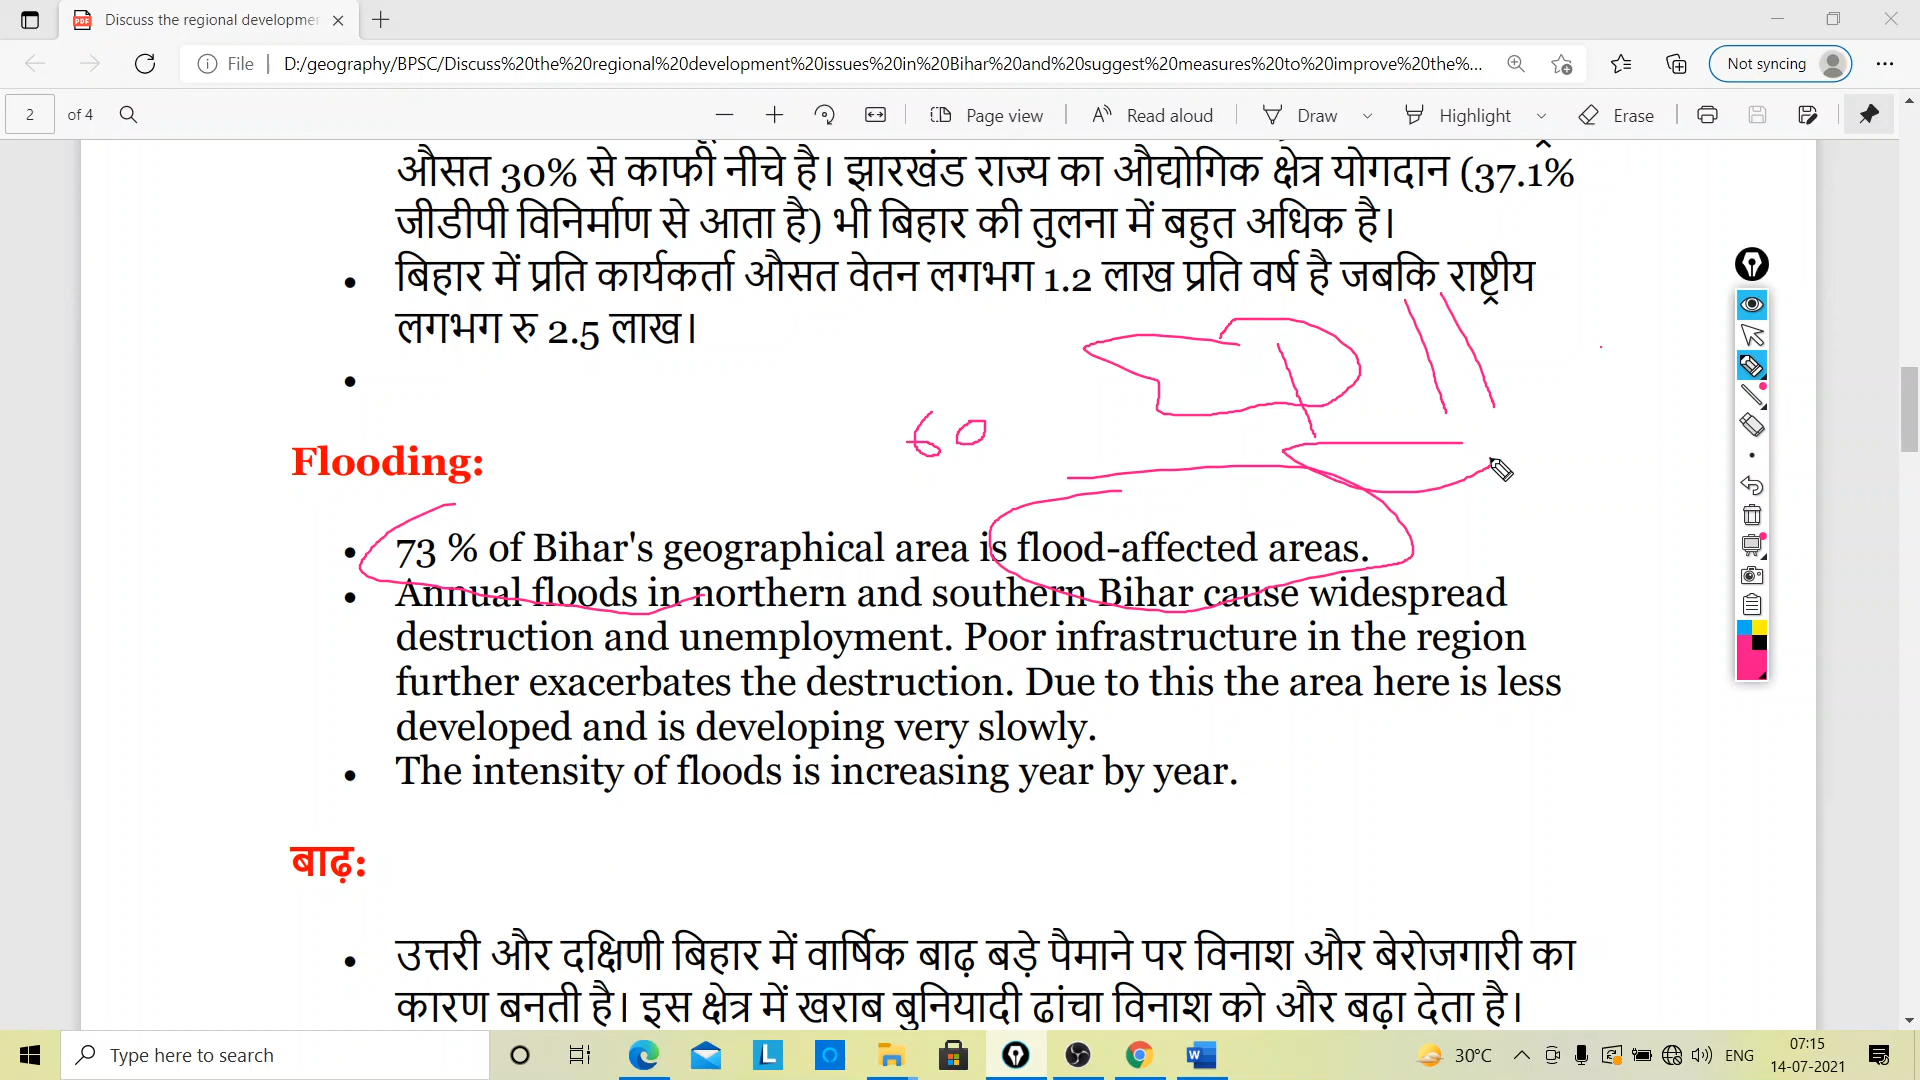 Discuss the regional developme
File
D:/geography/BPSC/Discuss%20the%20regional%20development%20issues%20in%20Bihar%20and%20suggest%20measures%20to%20improve%20the%...
Not syncing
2 of 4
Page view
Read aloud
Draw
Highlight
Erase
औसत 30% से काफी नीचे है। झारखंड राज्य का औद्योगिक क्षेत्र योगदान (37.1%
जीडीपी विनिर्माण से आता है) भी बिहार की तुलना में बहुत अधिक है।
• बिहार में प्रति कार्यकर्ता औसत वेतन लगभग 1.2 लाख प्रति वर्ष है जबकि राष्ट्रीय
लगभग रु 2.5 लाख।
•
60
Flooding:
• 73 % of Bihar's geographical area is flood-affected areas.
• Annual floods in northern and southern Bihar cause widespread
destruction and unemployment. Poor infrastructure in the region
further exacerbates the destruction. Due to this the area here is less
developed and is developing very slowly.
• The intensity of floods is increasing year by year.
बाढ़:
• उत्तरी और दक्षिणी बिहार में वार्षिक बाढ़ बड़े पैमाने पर विनाश और बेरोजगारी का
कारण बनती है। इस क्षेत्र में खराब बुनियादी ढांचा विनाश को और बढ़ा देता है।
Type here to search
30°C
ENG
07:15
14-07-2021